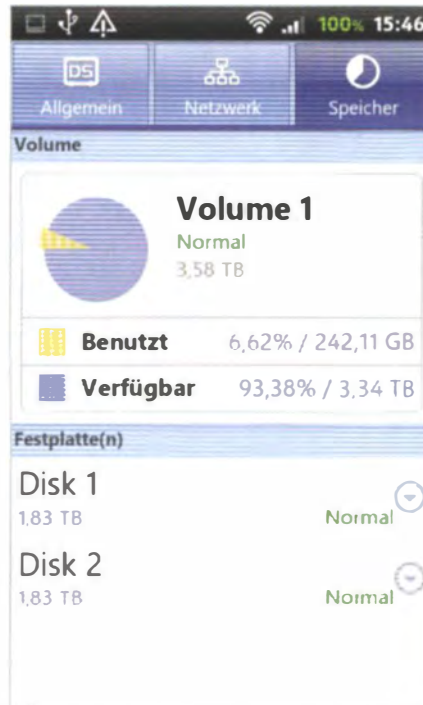 100% 15:46
DS
Allgemein Netzwerk Speicher
Volume
Volume 1
Normal
3,58 TB
Benutzt 6,62% / 242,11 GB
Verfügbar 93,38% / 3,34 TB
Festplatte(n)
Disk 1
1,83 TB Normal
Disk 2
1,83 TB Normal